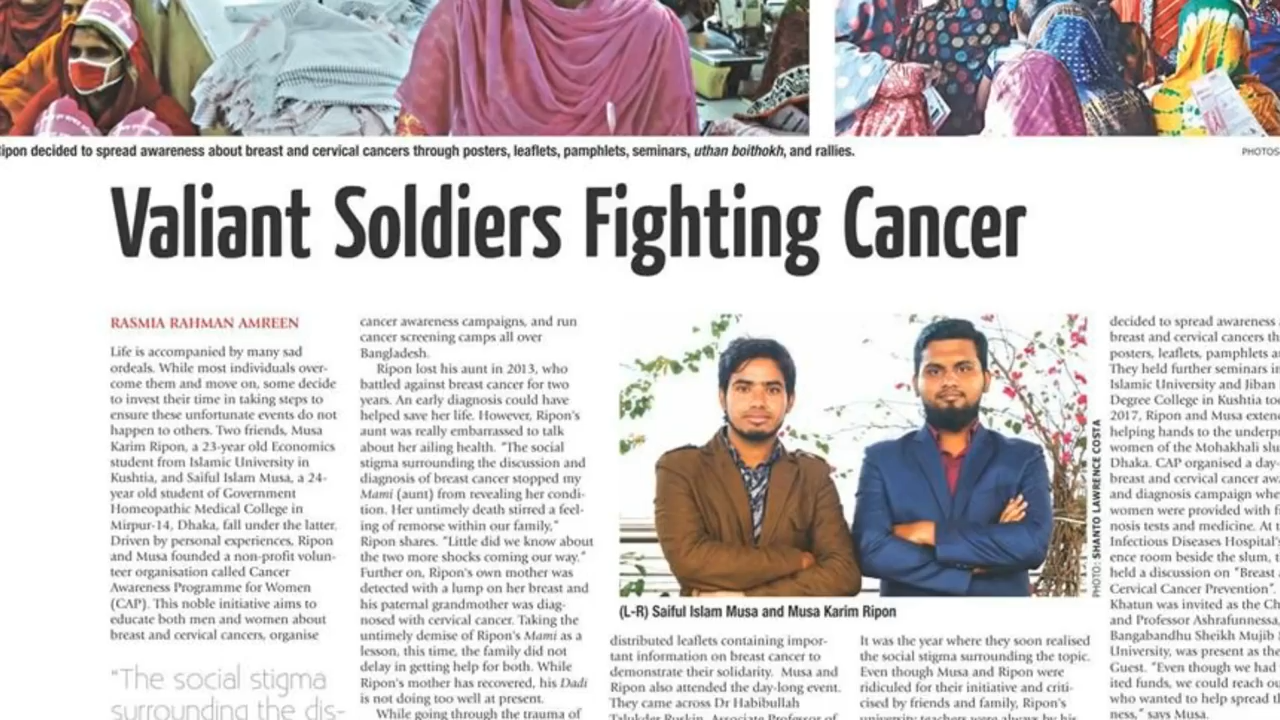 Ripon decided to spread awareness about breast and cervical cancers through posters, leaflets, pamphlets, seminars, uthan boithokh, and rallies.
PHOTOS
Valiant Soldiers Fighting Cancer
RASMIA RAHMAN AMREEN
Life is accompanied by many sad
ordeals. While most individuals over-
come them and move on, some decide
to invest their time in taking steps to
ensure these unfortunate events do not
happen to others. Two friends, Musa
Karim Ripon, a 23-year old Economics
student from Islamic University in
Kushtia, and Saiful Islam Musa, a 24-
year old student of Government
Homeopathic Medical College in
Mirpur-14, Dhaka, fall under the latter.
Driven by personal experiences, Ripon
and Musa founded a non-profit volun-
teer organisation called Cancer
Awareness Programme for Women
(CAP). This noble initiative aims to
educate both men and women about
breast and cervical cancers, organise
"The social stigma
surrounding the dis-
cancer awareness campaigns, and run
cancer screening camps all over
Bangladesh.
Ripon lost his aunt in 2013, who
battled against breast cancer for two
years. An early diagnosis could have
helped save her life. However, Ripon's
aunt was really embarrassed to talk
about her ailing health. "The social
stigma surrounding the discussion and
diagnosis of breast cancer stopped my
Mami (aunt) from revealing her condi-
tion. Her untimely death stirred a feel-
ing of remorse within our family,"
Ripon shares. "Little did we know about
the two more shocks coming our way."
Further on, Ripon's own mother was
detected with a lump on her breast and
his paternal grandmother was diag-
nosed with cervical cancer. Taking the
untimely demise of Ripon's Mami as a
lesson, this time, the family did not
delay in getting help for both. While
Ripon's mother has recovered, his Dadi
is not doing too well at present.
While going through the trauma of
PHOTO: SHANTO LAWRENCE COSTA
(L-R) Saiful Islam Musa and Musa Karim Ripon
distributed leaflets containing impor-
tant information on breast cancer to
demonstrate their solidarity. Musa and
Ripon also attended the day-long event.
They came across Dr Habibullah
Talukder Ruskin, Associate Professor of
It was the year where they soon realised
the social stigma surrounding the topic.
Even though Musa and Ripon were
ridiculed for their initiative and criti-
cised by friends and family, Ripon's
university teachers were always by his
decided to spread awareness
breast and cervical cancers
posters, leaflets, pamphlets
They held further seminars
Islamic University and Jiban
Degree College in Kushtia
2017, Ripon and Musa
helping hands to the
women of the Mohakhali
Dhaka. CAP organised a
breast and cervical cancer
and diagnosis campaign
women were provided with
nosis tests and medicine. At
Infectious Diseases Hospital's
ence room beside the slum,
held a discussion on "Breast
Cervical Cancer Prevention".
Khatun was invited as the
and Professor Ashrafunnessa,
Bangabandhu Sheikh Mujib
University, was present as the
Guest. "Even though we had
ited funds, we could reach
who wanted to help spread
ness," says Musa.